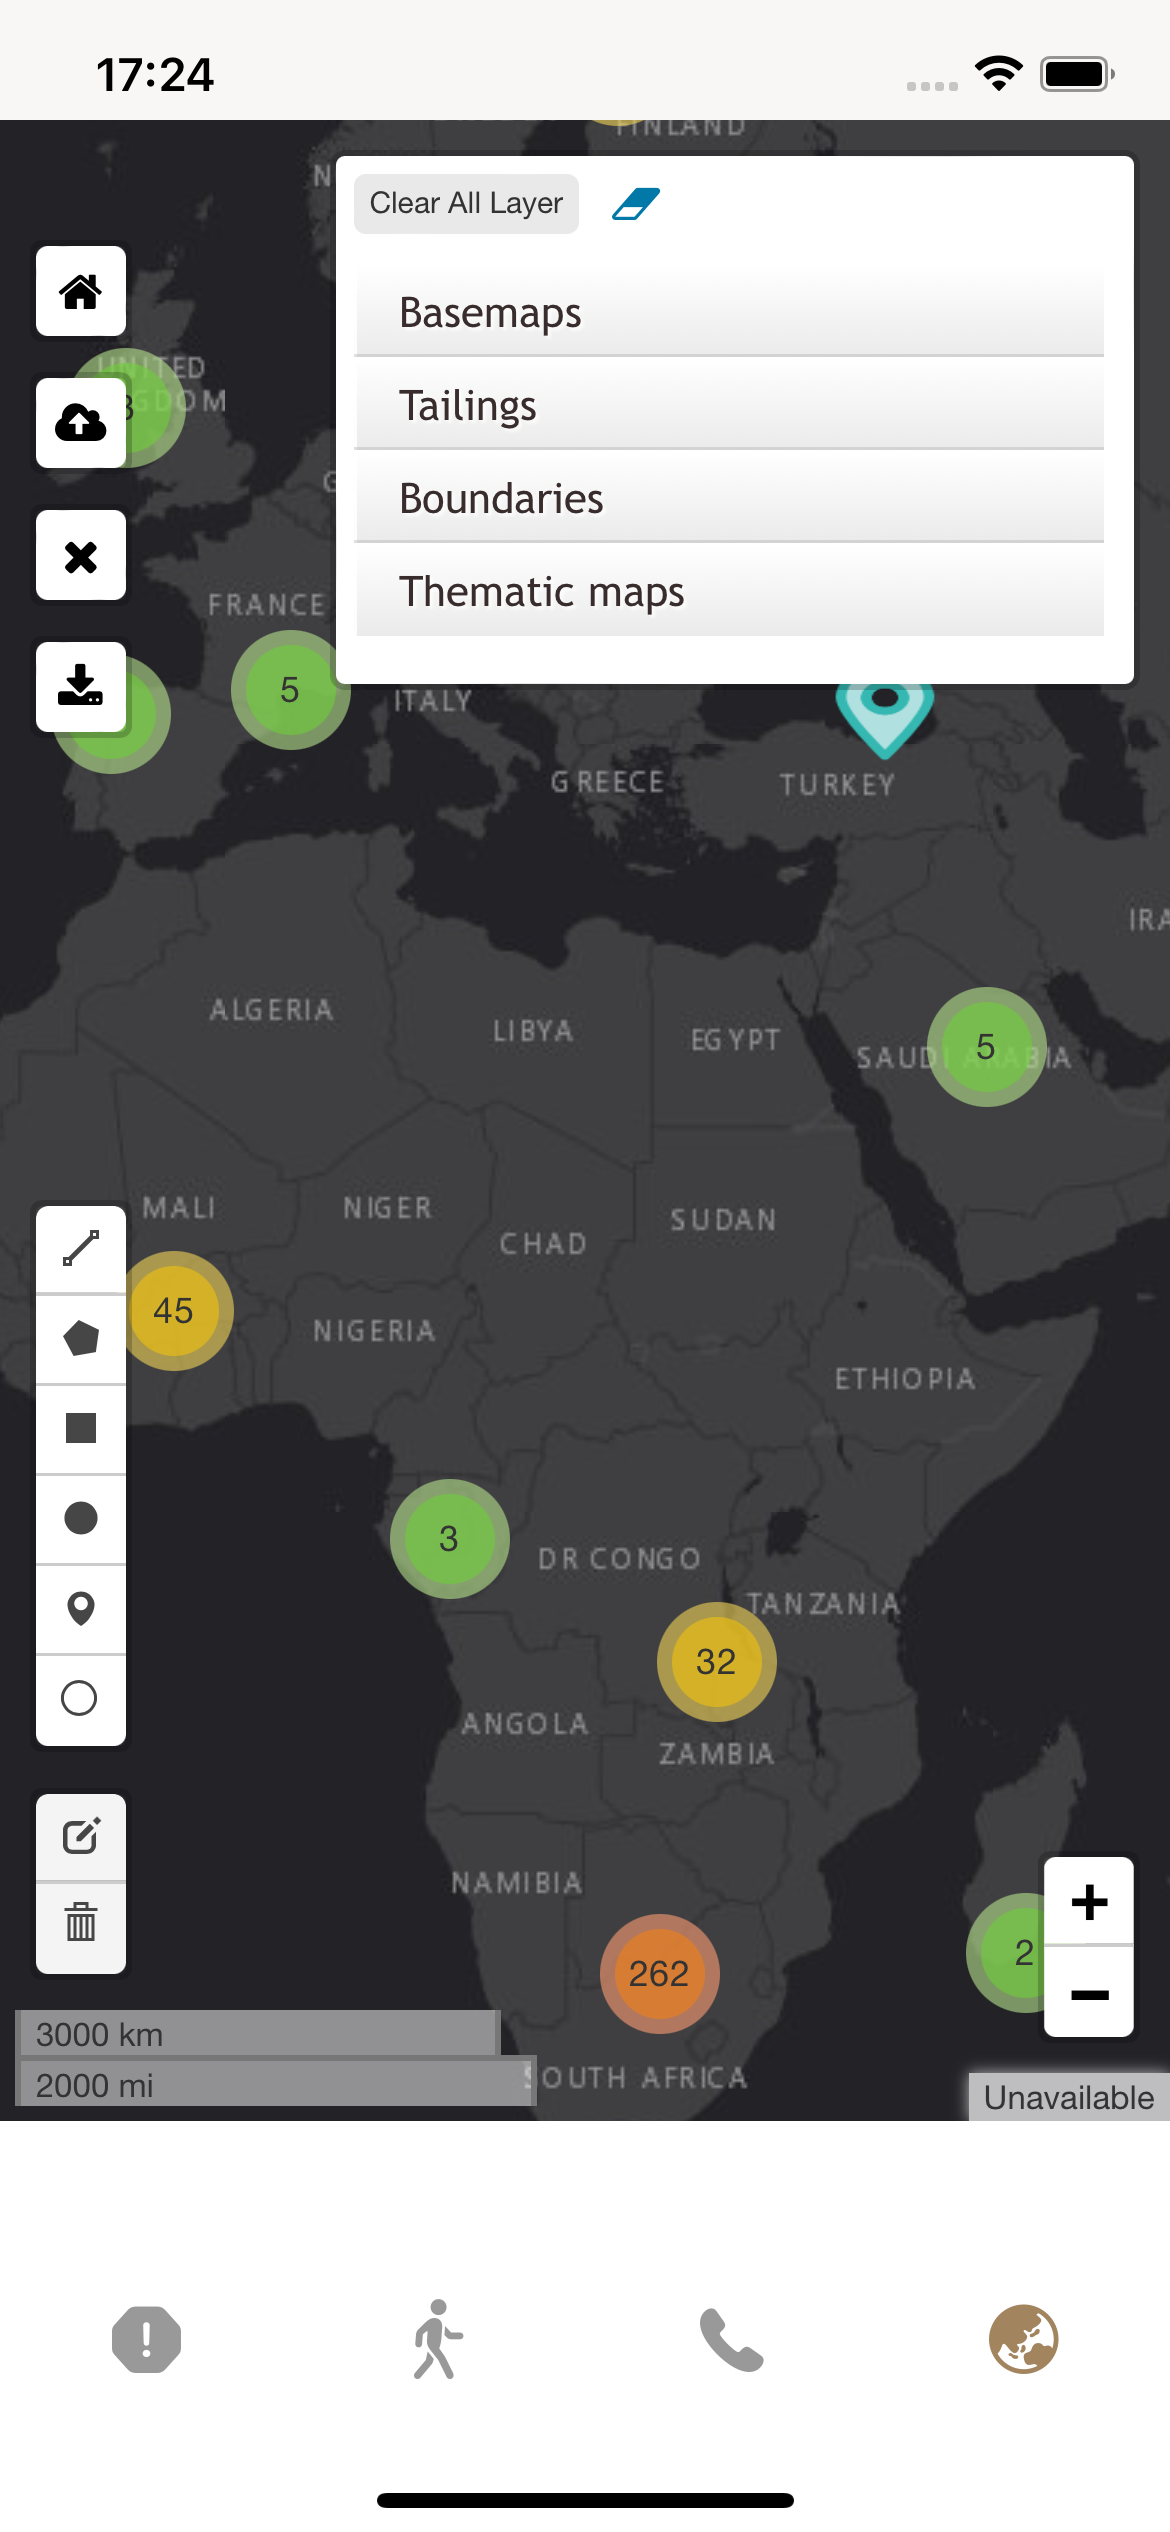 17:24
FINLAND
N
Clear All Layer
Basemaps
Tailings
Boundaries
Thematic maps
UNITED
GDOM
3
G
FRANCE
5
ITALY
GREECE
TURKEY
IRA
ALGERIA
LIBYA
EGYPT
SAUDI ARABIA
5
MALI
NIGER
CHAD
SUDAN
45
NIGERIA
ETHIOPIA
3
DR CONGO
TANZANIA
32
ANGOLA
ZAMBIA
NAMIBIA
262
2
+
−
3000 km
2000 mi
SOUTH AFRICA
Unavailable